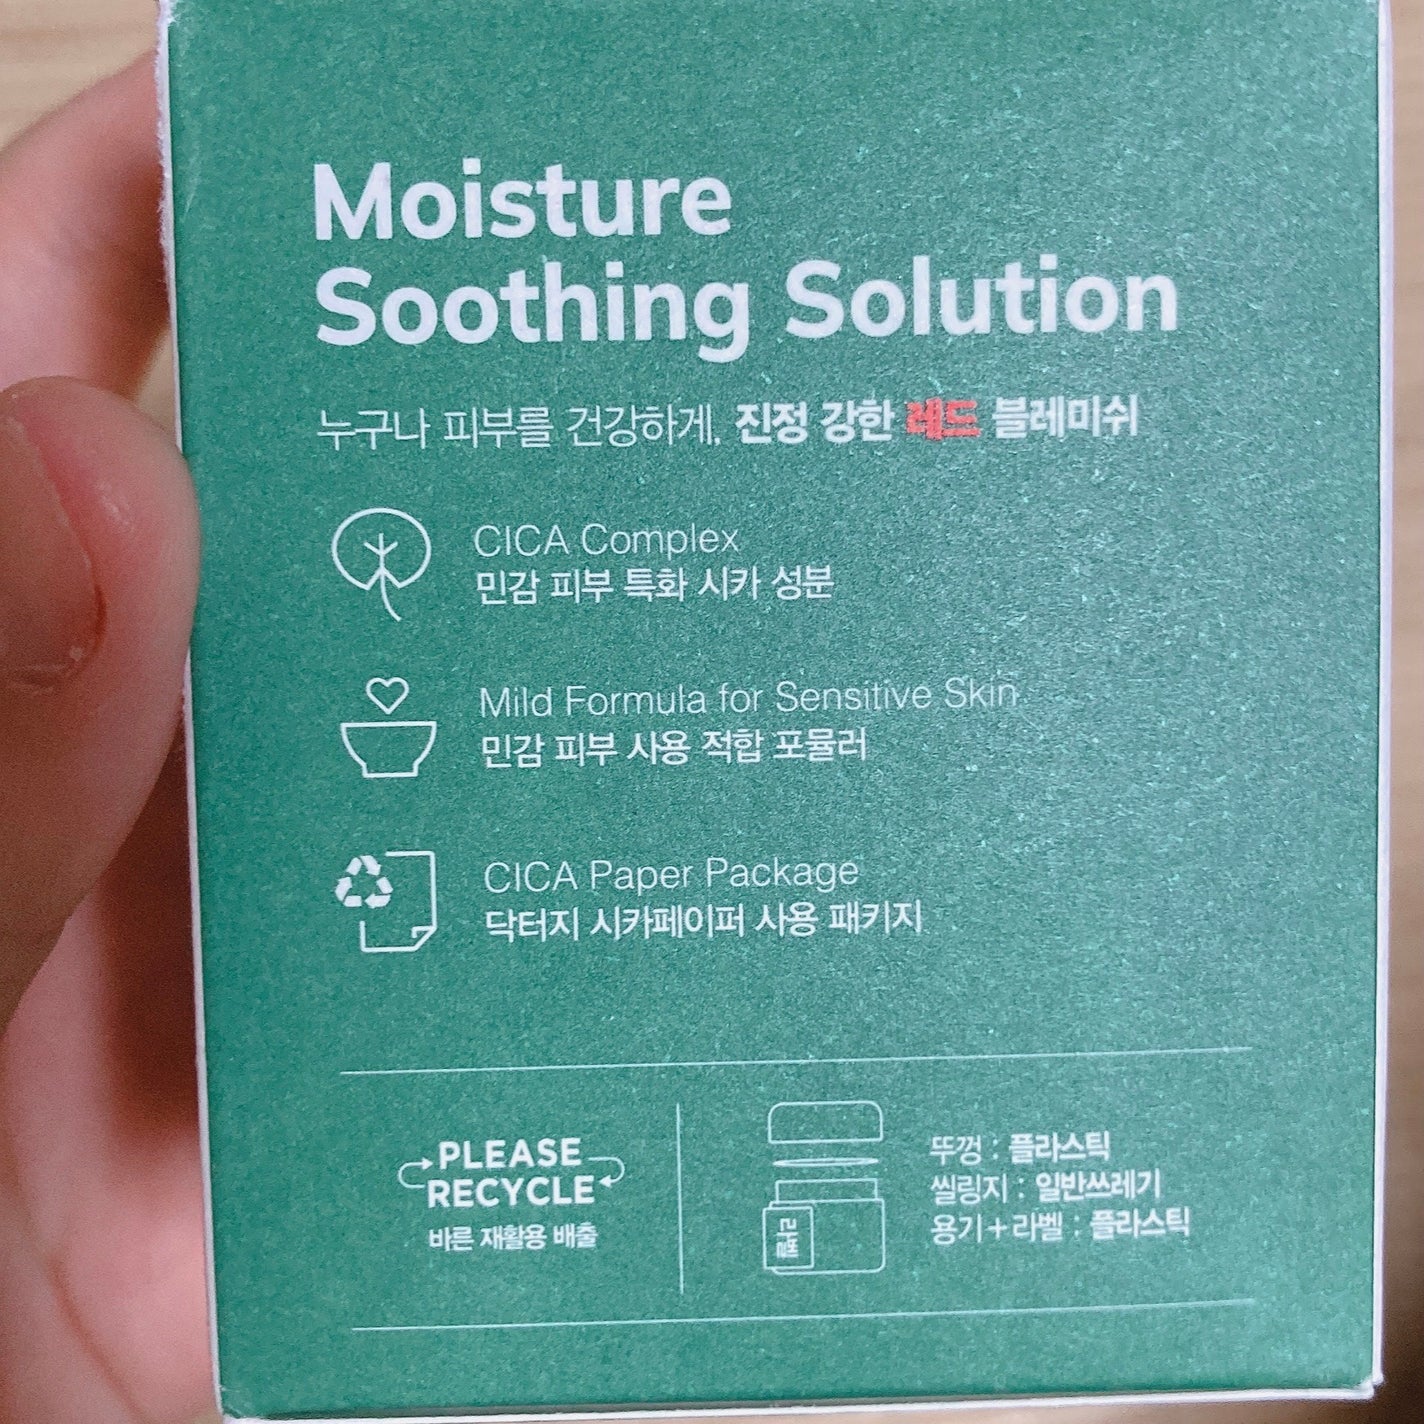 Moisture
Soothing Solution
누구나 피부를 건강하게, 진정 강한 레드 블레미쉬
CICA Complex
민감 피부 특화 시카 성분
Mild Formula for Sensitive Skin
민감 피부 사용 적합 포뮬러
CICA Paper Package
닥터지 시카페이퍼 사용 패키지
PLEASE
RECYCLE
바른 재활용 배출
라벨
뚜껑 : 플라스틱
씰링지 : 일반쓰레기
용기+라벨 : 플라스틱